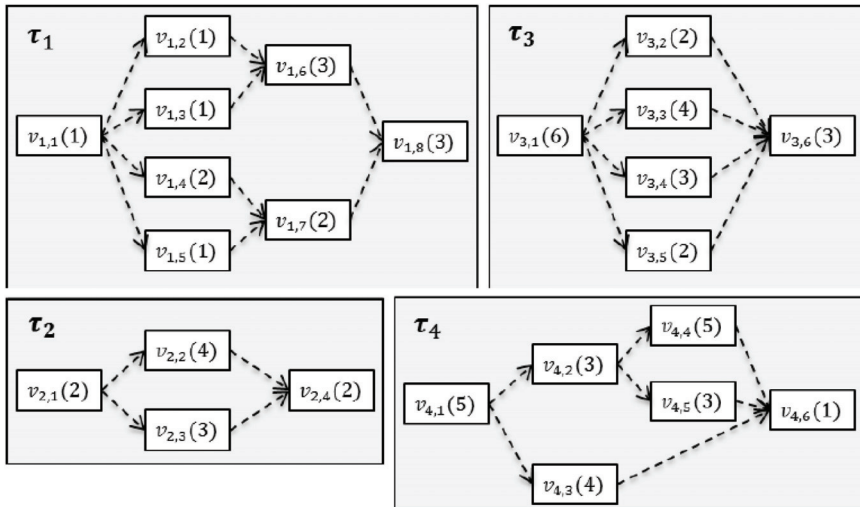 τ₁
v₁,₂(1)
v₁,₆(3)
v₁,₃(1)
v₁,₁(1)
v₁,₈(3)
v₁,₄(2)
v₁,₇(2)
v₁,₅(1)
τ₃
v₃,₂(2)
v₃,₃(4)
v₃,₁(6)
v₃,₆(3)
v₃,₄(3)
v₃,₅(2)
τ₂
v₂,₂(4)
v₂,₁(2)
v₂,₄(2)
v₂,₃(3)
τ₄
v₄,₄(5)
v₄,₂(3)
v₄,₁(5)
v₄,₅(3)
v₄,₆(1)
v₄,₃(4)